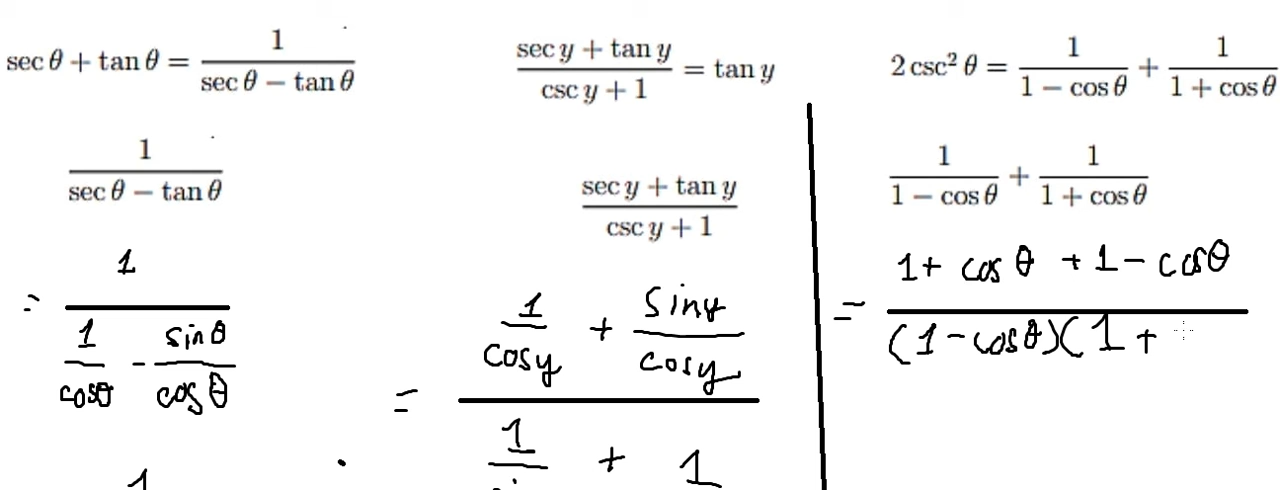 sec θ + tan θ = 1 / (sec θ − tan θ)
1 / (sec θ − tan θ)
= 1 / (1/cosθ - sinθ/cosθ)
1
(sec y + tan y) / (csc y + 1) = tan y
(sec y + tan y) / (csc y + 1)
= (1/cosy + siny/cosy) / (1/si + 1
2 csc² θ = 1 / (1 − cos θ) + 1 / (1 + cos θ)
1 / (1 − cos θ) + 1 / (1 + cos θ)
= (1 + cos θ + 1 - cosθ) / (1 - cosθ)(1 +